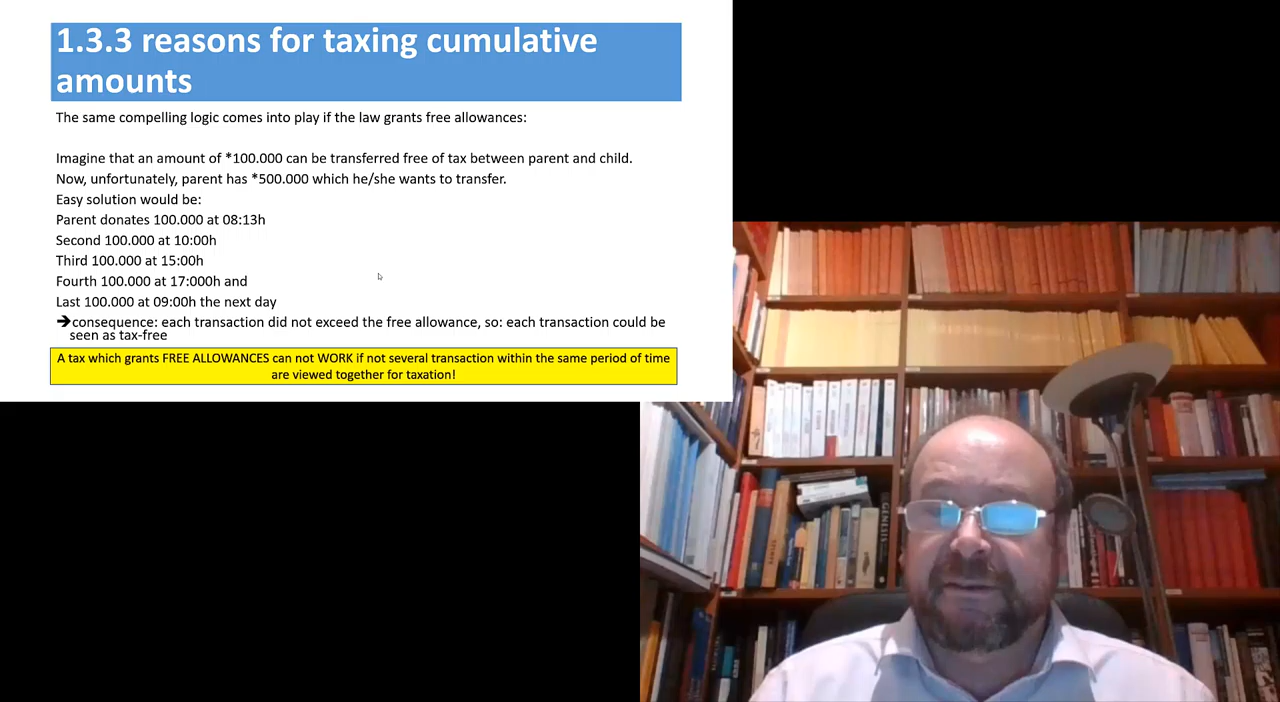 1.3.3 reasons for taxing cumulative
amounts
The same compelling logic comes into play if the law grants free allowances:
Imagine that an amount of *100.000 can be transferred free of tax between parent and child.
Now, unfortunately, parent has *500.000 which he/she wants to transfer.
Easy solution would be:
Parent donates 100.000 at 08:13h
Second 100.000 at 10:00h
Third 100.000 at 15:00h
Fourth 100.000 at 17:000h and
Last 100.000 at 09:00h the next day
➔consequence: each transaction did not exceed the free allowance, so: each transaction could be
seen as tax-free
A tax which grants FREE ALLOWANCES can not WORK if not several transaction within the same period of time
are viewed together for taxation!
GENESIS